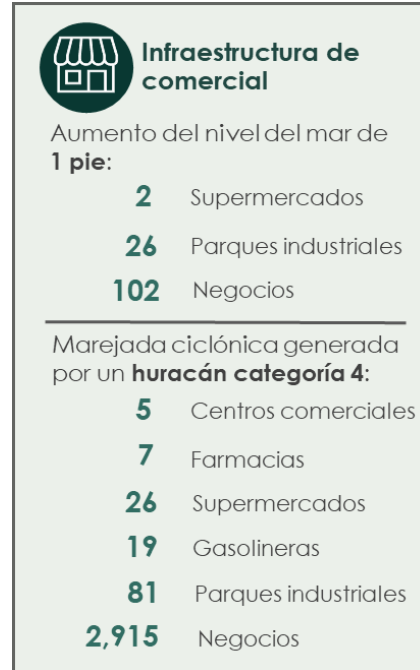 Infraestructura de
comercial
Aumento del nivel del mar de
1 pie:
2 Supermercados
26 Parques industriales
102 Negocios
Marejada ciclónica generada
por un huracán categoría 4:
5 Centros comerciales
7 Farmacias
26 Supermercados
19 Gasolineras
81 Parques industriales
2,915 Negocios